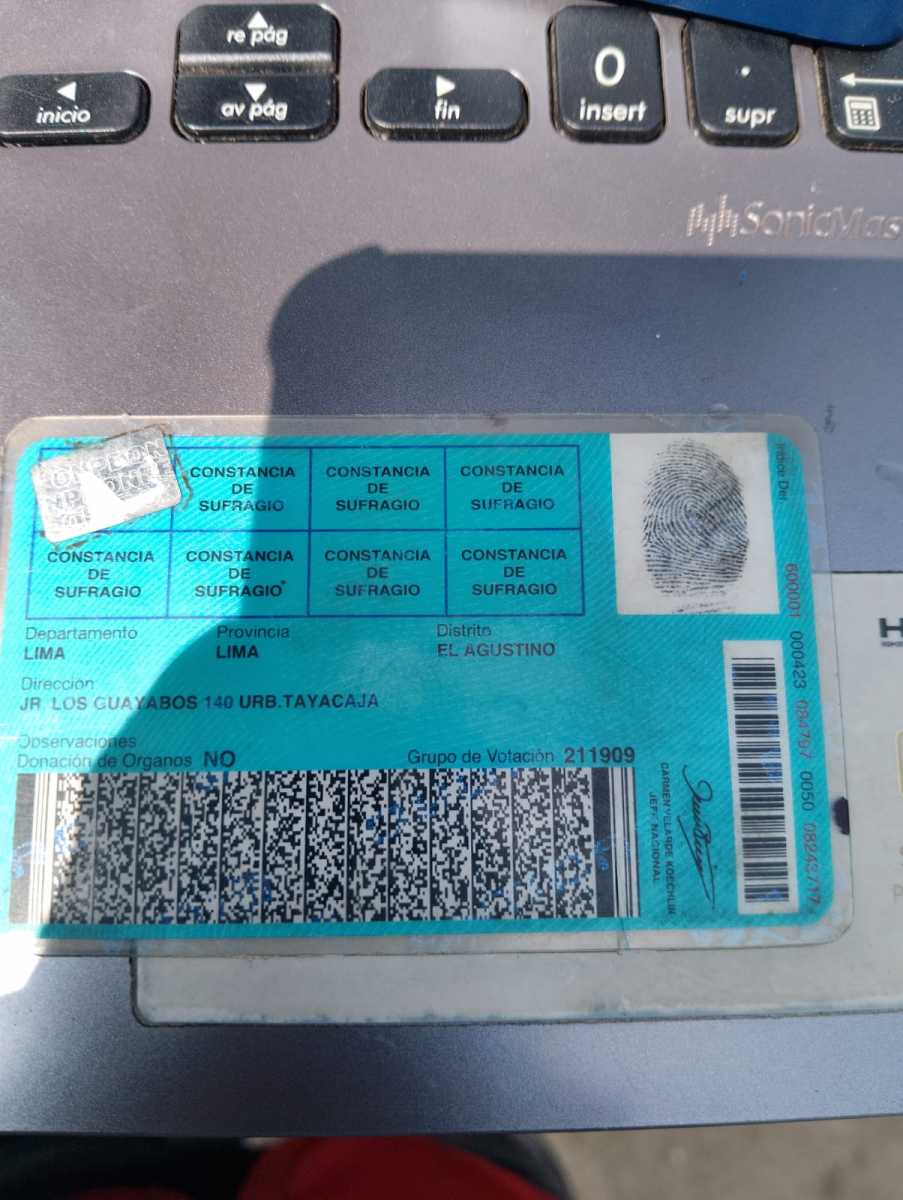 re pág
inicio
av pág
fin
0
insert
supr
SonicMas
CONSTANCIA
DE
SUFRAGIO
CONSTANCIA
DE
SUFRAGIO
CONSTANCIA
DE
SUFRAGIO
CONSTANCIA
DE
SUFRAGIO
CONSTANCIA
DE
SUFRAGIO
CONSTANCIA
DE
SUFRAGIO
CONSTANCIA
DE
SUFRAGIO
Departamento Provincia Distrito
LIMA LIMA EL AGUSTINO
Dirección
JR. LOS GUAYABOS 140 URB.TAYACAJA
Observaciones
Donación de Organos NO Grupo de Votación 211909
CARMEN VELARDE KOECHLIN
JEFE NACIONAL
600001 000423 084797 0050